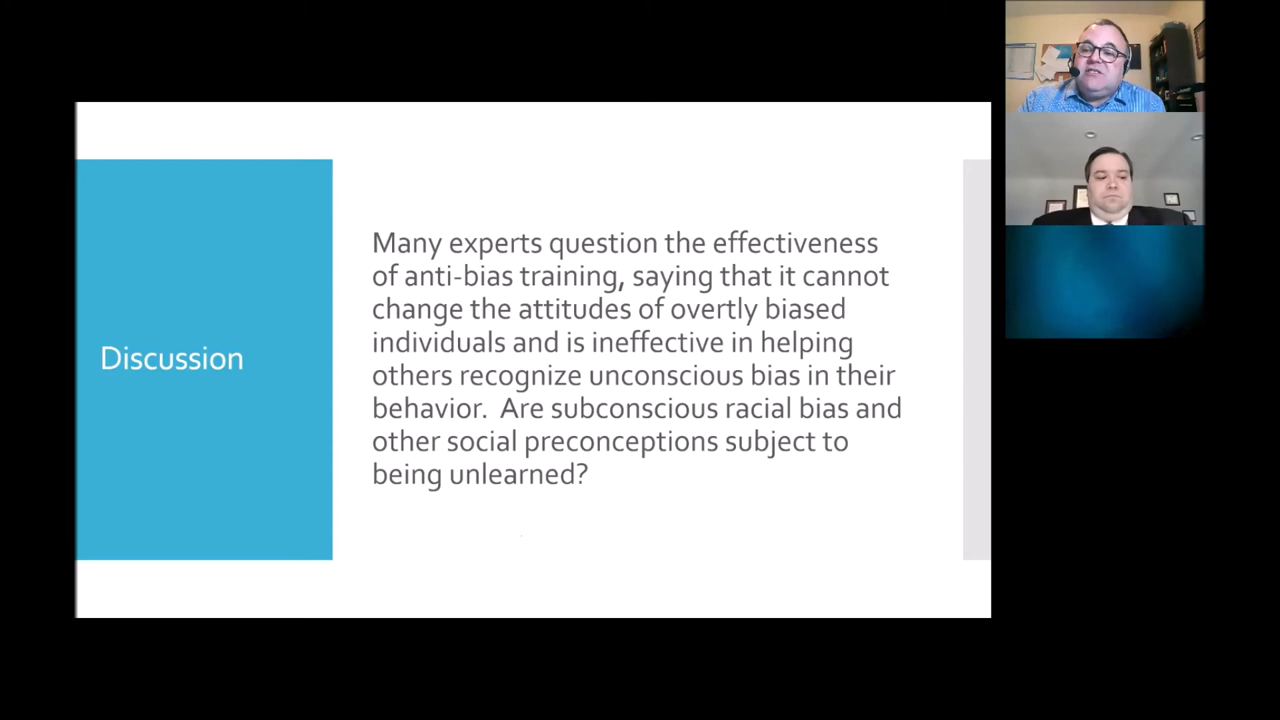 Discussion
Many experts question the effectiveness
of anti-bias training, saying that it cannot
change the attitudes of overtly biased
individuals and is ineffective in helping
others recognize unconscious bias in their
behavior.  Are subconscious racial bias and
other social preconceptions subject to
being unlearned?